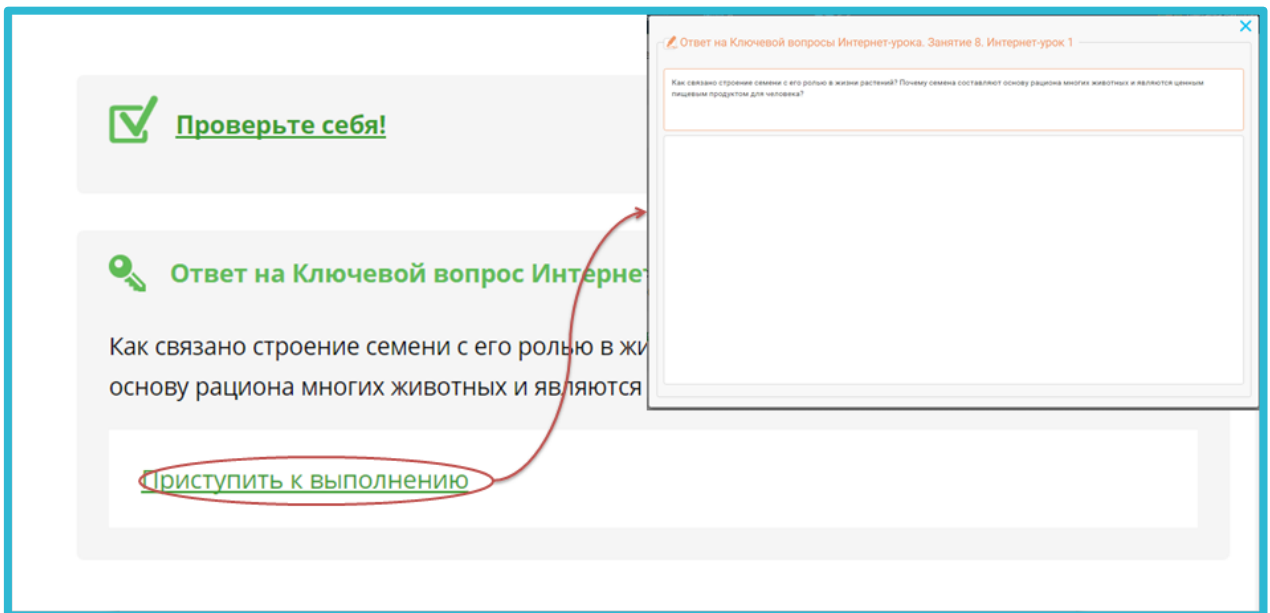 Проверьте себя!
Ответ на Ключевой вопрос Интернет
Как связано строение семени с его ролью в жи
основу рациона многих животных и являются
Приступить к выполнению
Ответ на Ключевой вопросы Интернет-урока. Занятие 8. Интернет-урок 1
Как связано строение семени с его ролью в жизни растений? Почему семена составляют основу рациона многих животных и являются ценным
пищевым продуктом для человека?